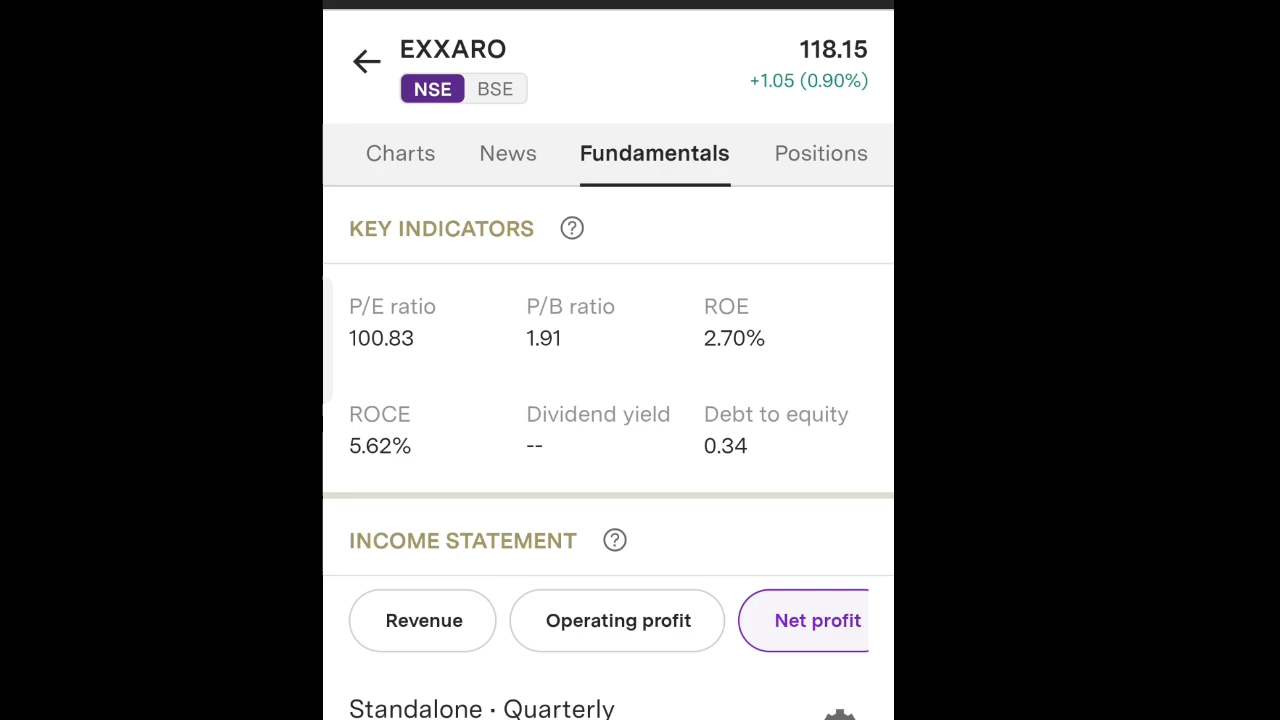 EXXARO 118.15
NSE BSE +1.05 (0.90%)
Charts News Fundamentals Positions
KEY INDICATORS ?
P/E ratio P/B ratio ROE
100.83 1.91 2.70%
ROCE Dividend yield Debt to equity
5.62% -- 0.34
INCOME STATEMENT ?
Revenue Operating profit Net profit
Standalone · Quarterly